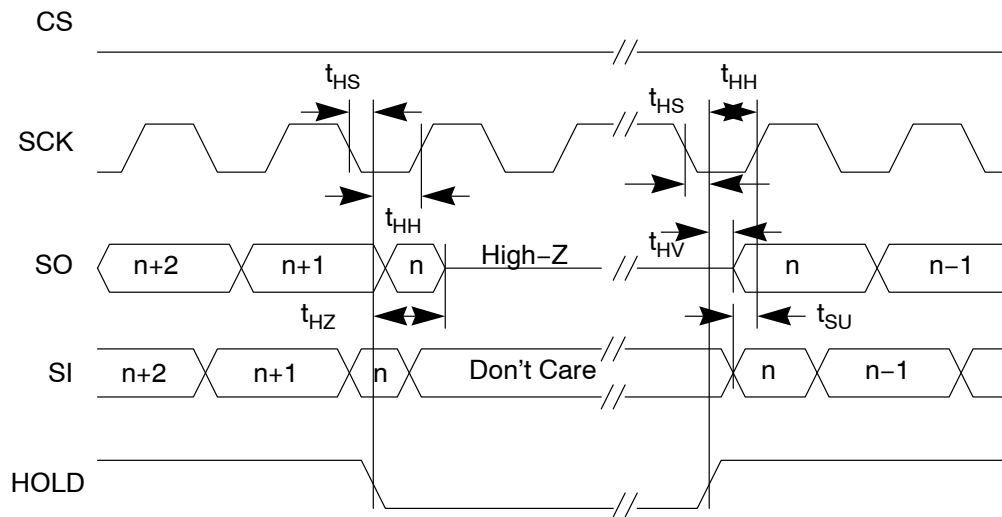 CS
tHS
tHH
tHS
SCK
tHH
tHV
SO
n+2
n+1
n
High−Z
n
n−1
tHZ
tSU
SI
n+2
n+1
n
Don't Care
n
n−1
HOLD